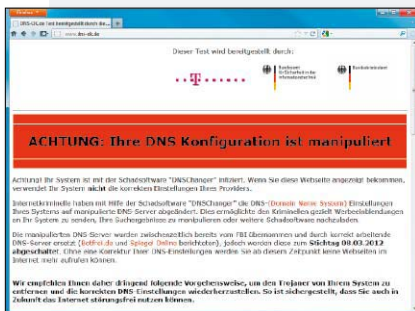 Firefox
DNS-OK.de Test bereitgestellt durch die...
www.dns-ok.de
Dieser Test wird bereitgestellt durch:
Bundesamt
für Sicherheit in der
Informationstechnik
Bundeskriminalamt
ACHTUNG: Ihre DNS Konfiguration ist manipuliert
Achtung! Ihr System ist mit der Schadsoftware "DNSChanger" infiziert. Wenn Sie diese Webseite angezeigt bekommen,
verwendet Ihr System nicht die korrekten Einstellungen Ihres Providers.
Internetkriminelle haben mit Hilfe der Schadsoftware "DNSChanger" die DNS-(Domain Name System) Einstellungen
Ihres Systems auf manipulierte DNS-Server abgeändert. Dies ermöglichte den Kriminellen gezielt Werbeeinblendungen
an Ihr System zu senden, Ihre Suchergebnisse zu manipulieren oder weitere Schadsoftware nachzuladen.
Die manipulierten DNS-Server wurden zwischenzeitlich bereits vom FBI übernommen und durch korrekt arbeitende
DNS-Server ersetzt (Botfrei.de und Spiegel Online berichteten), jedoch werden diese zum Stichtag 08.03.2012
abgeschaltet. Ohne eine Korrektur Ihrer DNS-Einstellungen werden Sie ab diesem Zeitpunkt keine Webseiten im
Internet mehr aufrufen können.
Wir empfehlen Ihnen daher dringend folgende Vorgehensweise, um den Trojaner von Ihrem System zu
entfernen und die korrekten DNS-Einstellungen wiederherzustellen. So ist sichergestellt, dass Sie auch in
Zukunft das Internet störungsfrei nutzen können.